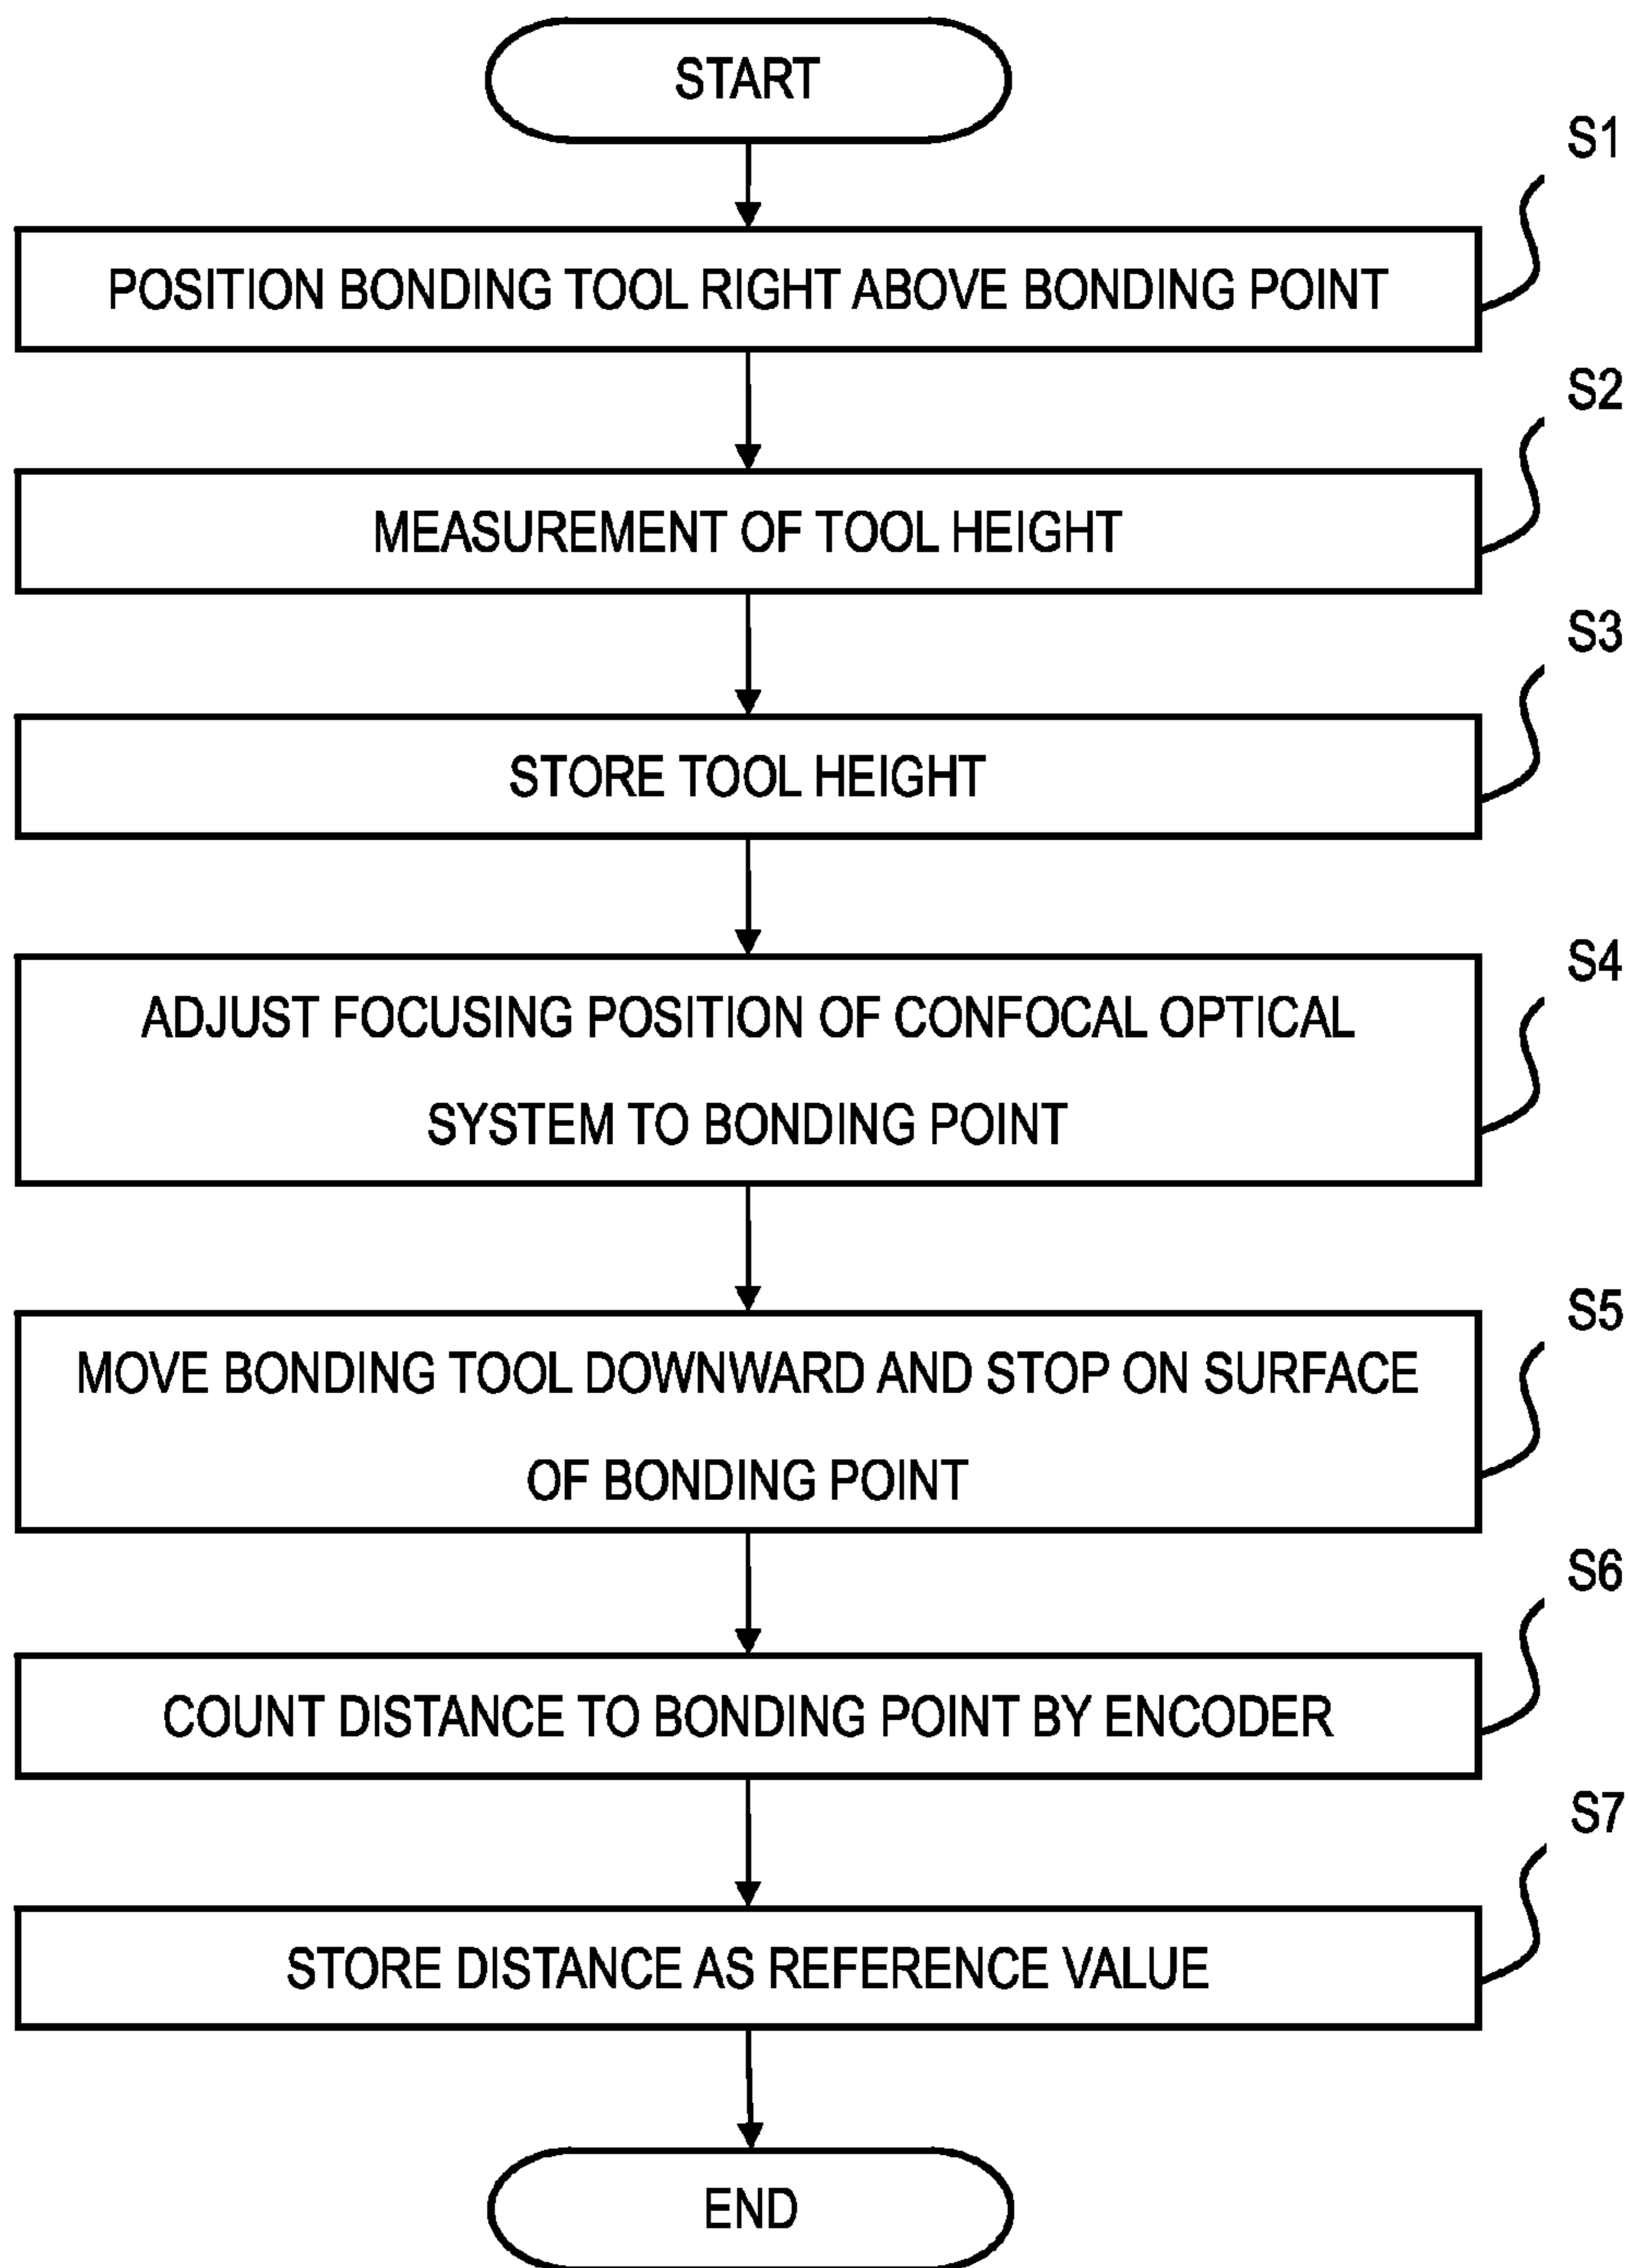 START
S1
POSITION BONDING TOOL RIGHT ABOVE BONDING POINT
S2
MEASUREMENT OF TOOL HEIGHT
S3
STORE TOOL HEIGHT
S4
ADJUST FOCUSING POSITION OF CONFOCAL OPTICAL
SYSTEM TO BONDING POINT
S5
MOVE BONDING TOOL DOWNWARD AND STOP ON SURFACE
OF BONDING POINT
S6
COUNT DISTANCE TO BONDING POINT BY ENCODER
S7
STORE DISTANCE AS REFERENCE VALUE
END